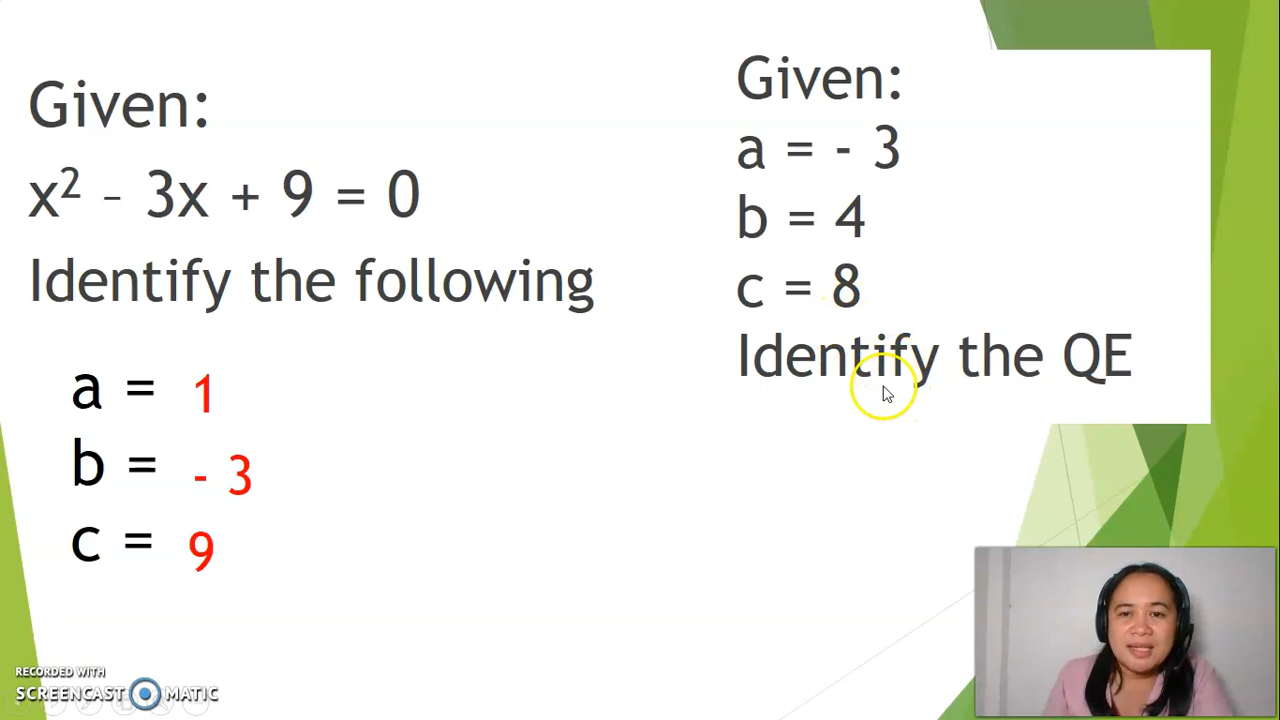 Given:
x² – 3x + 9 = 0
Identify the following
a = 1
b = - 3
c = 9
Given:
a = - 3
b = 4
c = 8
Identify the QE
RECORDED WITH
SCREENCAST MATIC